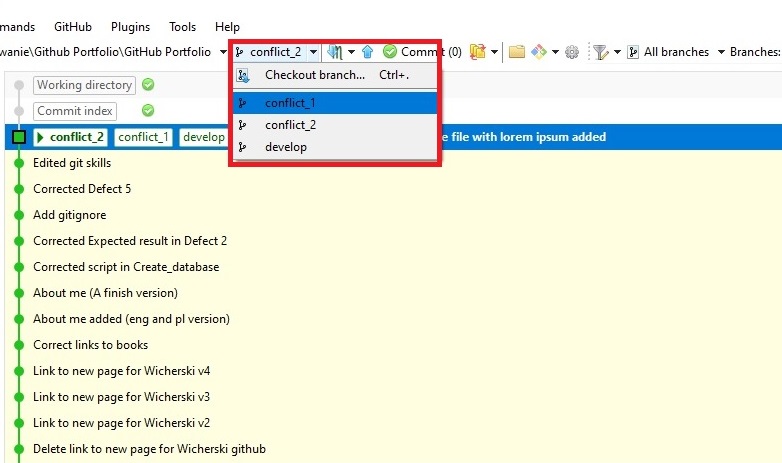 mands GitHub Plugins Tools Help
wanie\Github Portfolio\GitHub Portfolio conflict_2 Commit (0) All branches Branches:
Checkout branch... Ctrl+.
Working directory
conflict_1
Commit index
conflict_2
conflict_2 conflict_1 develop e file with lorem ipsum added
develop
Edited git skills
Corrected Defect 5
Add gitignore
Corrected Expected result in Defect 2
Corrected script in Create_database
About me (A finish version)
About me added (eng and pl version)
Correct links to books
Link to new page for Wicherski v4
Link to new page for Wicherski v3
Link to new page for Wicherski v2
Delete link to new page for Wicherski github